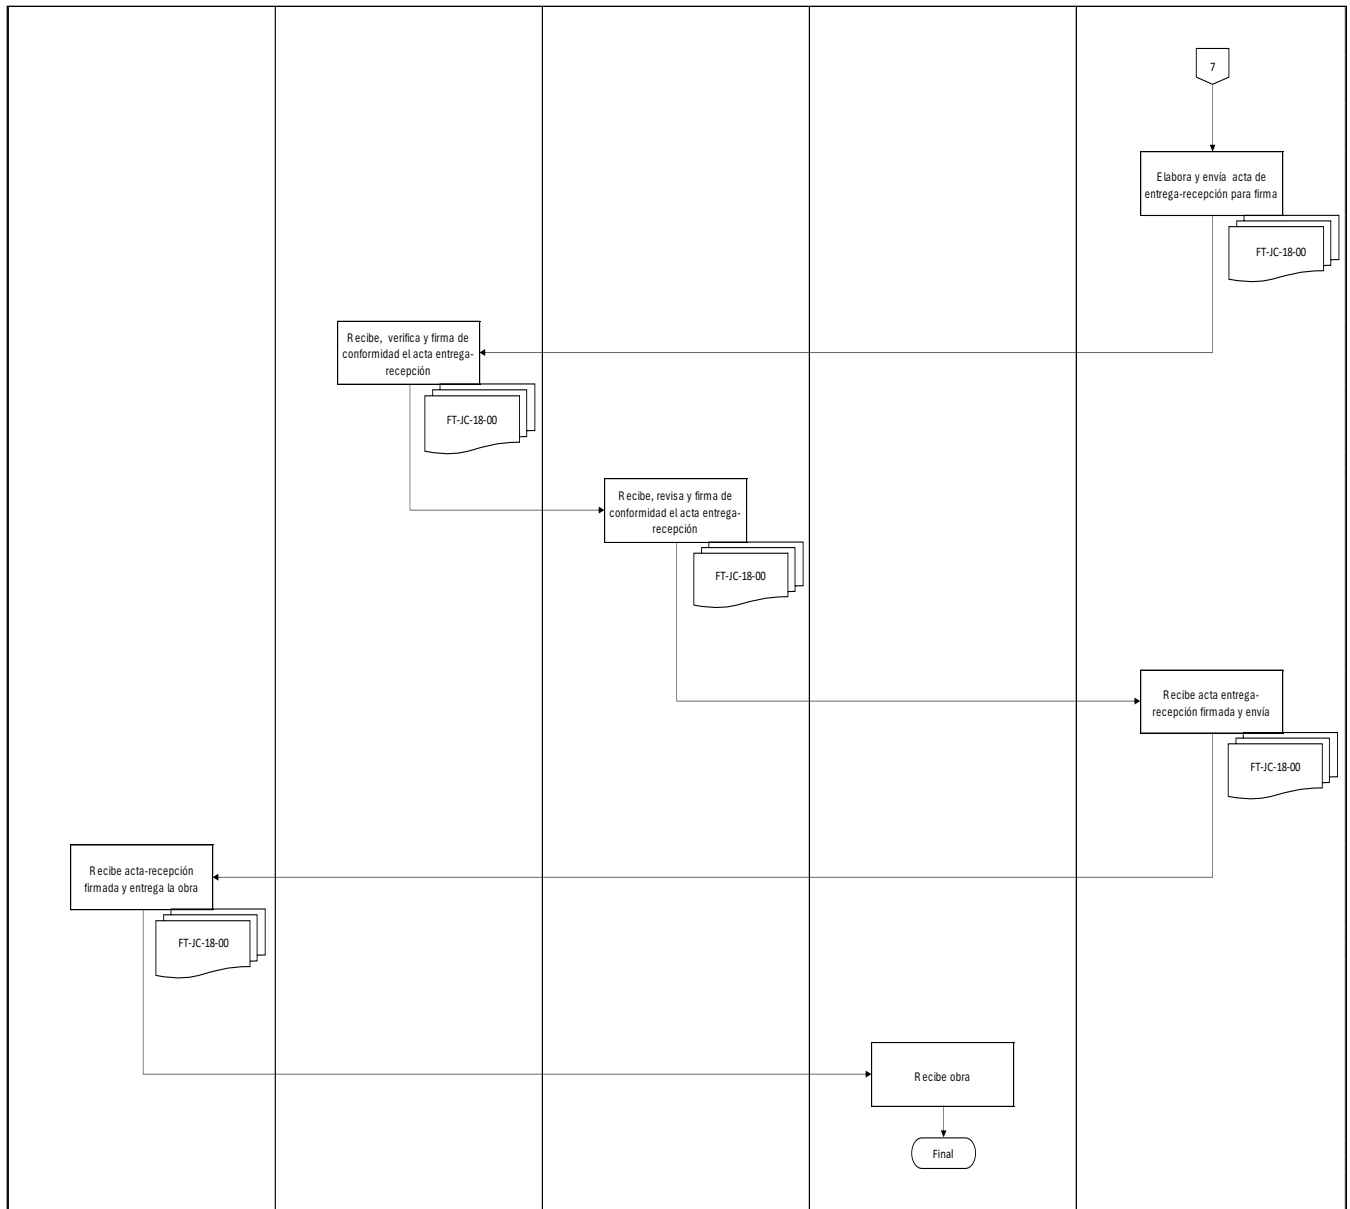 7
Elabora y envía acta de
entrega-recepción para firma
FT-JC-18-00
Recibe, verifica y firma de
conformidad el acta entrega-
recepción
FT-JC-18-00
Recibe, revisa y firma de
conformidad el acta entrega-
recepción
FT-JC-18-00
Recibe acta entrega-
recepción firmada y envía
FT-JC-18-00
Recibe acta-recepción
firmada y entrega la obra
FT-JC-18-00
Recibe obra
Final